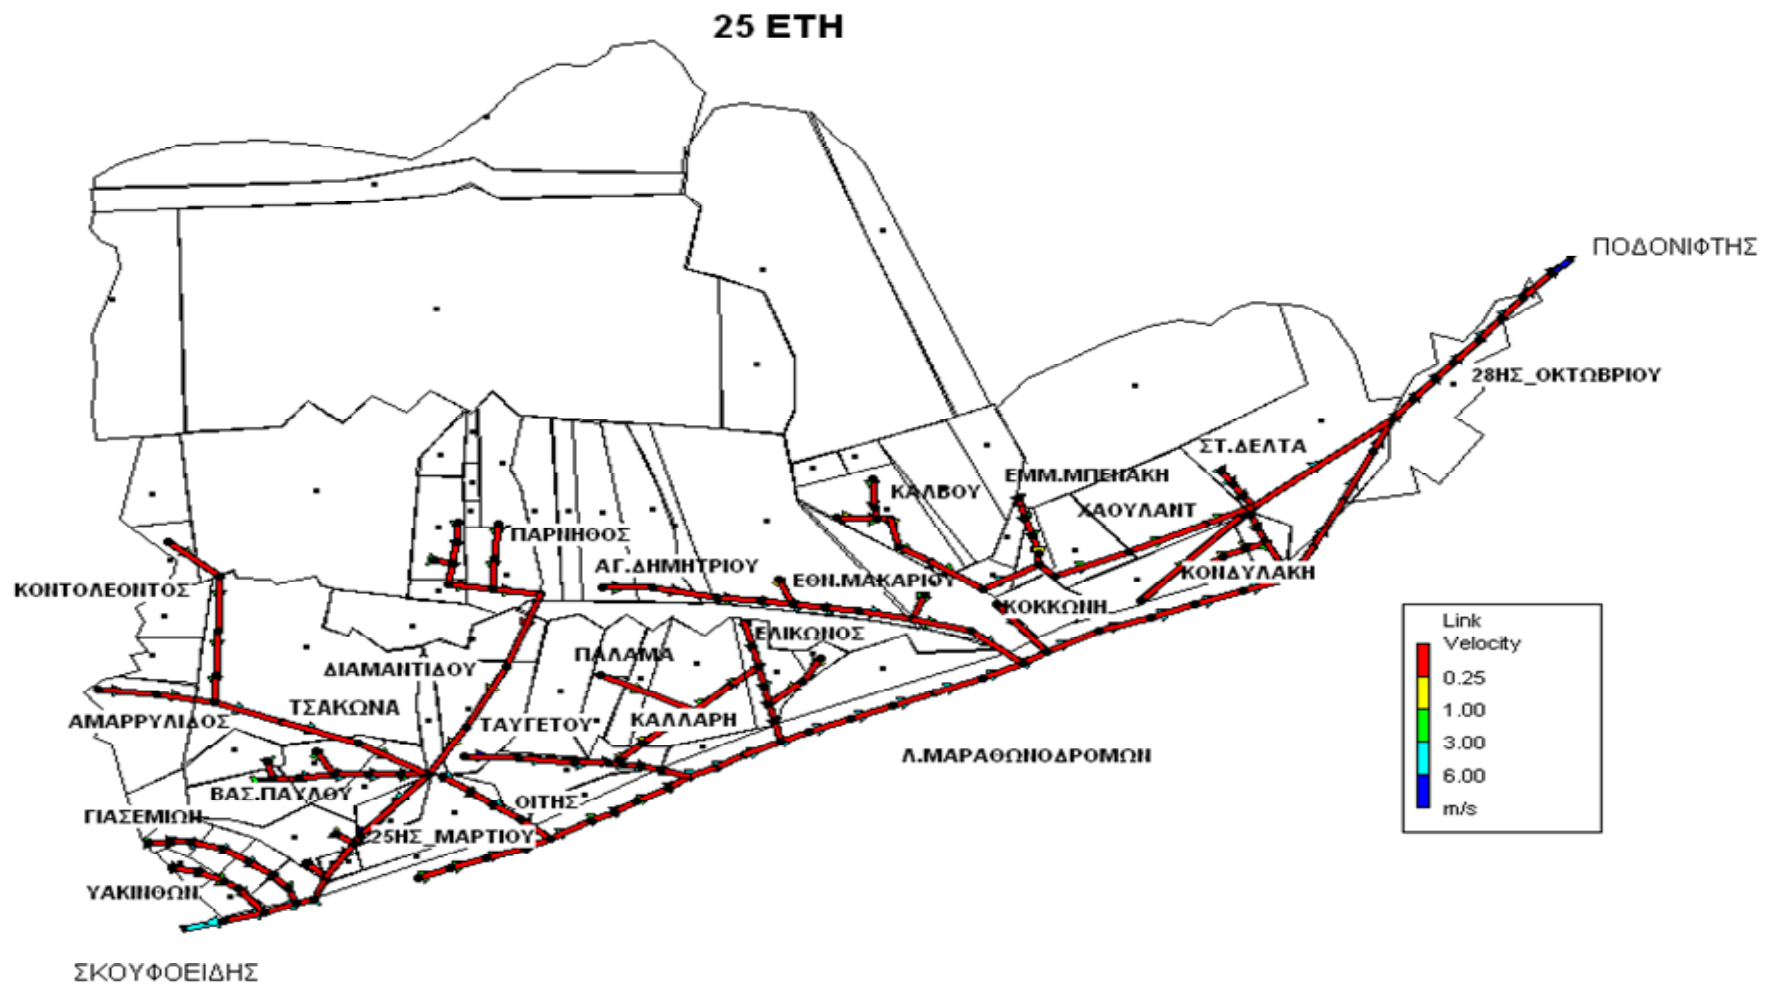 25 ΕΤΗ
ΠΟΔΟΝΙΦΤΗΣ
28ΗΣ_ΟΚΤΩΒΡΙΟΥ
ΣΤ.ΔΕΛΤΑ
ΕΜΜ.ΜΠΕΝΑΚΗ
ΚΑΛΒΟΥ
ΧΑΟΥΛΑΝΤ
ΠΑΡΝΗΘΟΣ
ΑΓ.ΔΗΜΗΤΡΙΟΥ
ΚΟΝΔΥΛΑΚΗ
ΕΘΝ.ΜΑΚΑΡΙΟΥ
ΚΟΝΤΟΛΕΟΝΤΟΣ
ΚΟΚΚΩΝΗ
ΕΛΙΚΩΝΟΣ
ΠΑΛΑΜΑ
ΔΙΑΜΑΝΤΙΔΟΥ
ΤΣΑΚΩΝΑ
ΑΜΑΡΡΥΛΙΔΟΣ
ΤΑΥΓΕΤΟΥ
ΚΑΛΛΑΡΗ
Λ.ΜΑΡΑΘΩΝΟΔΡΟΜΩΝ
ΒΑΣ.ΠΑΥΛΟΥ
ΟΙΤΗΣ
ΓΙΑΣΕΜΙΩΝ
25ΗΣ_ΜΑΡΤΙΟΥ
ΥΑΚΙΝΘΩΝ
ΣΚΟΥΦΟΕΙΔΗΣ
Link
Velocity
0.25
1.00
3.00
6.00
m/s